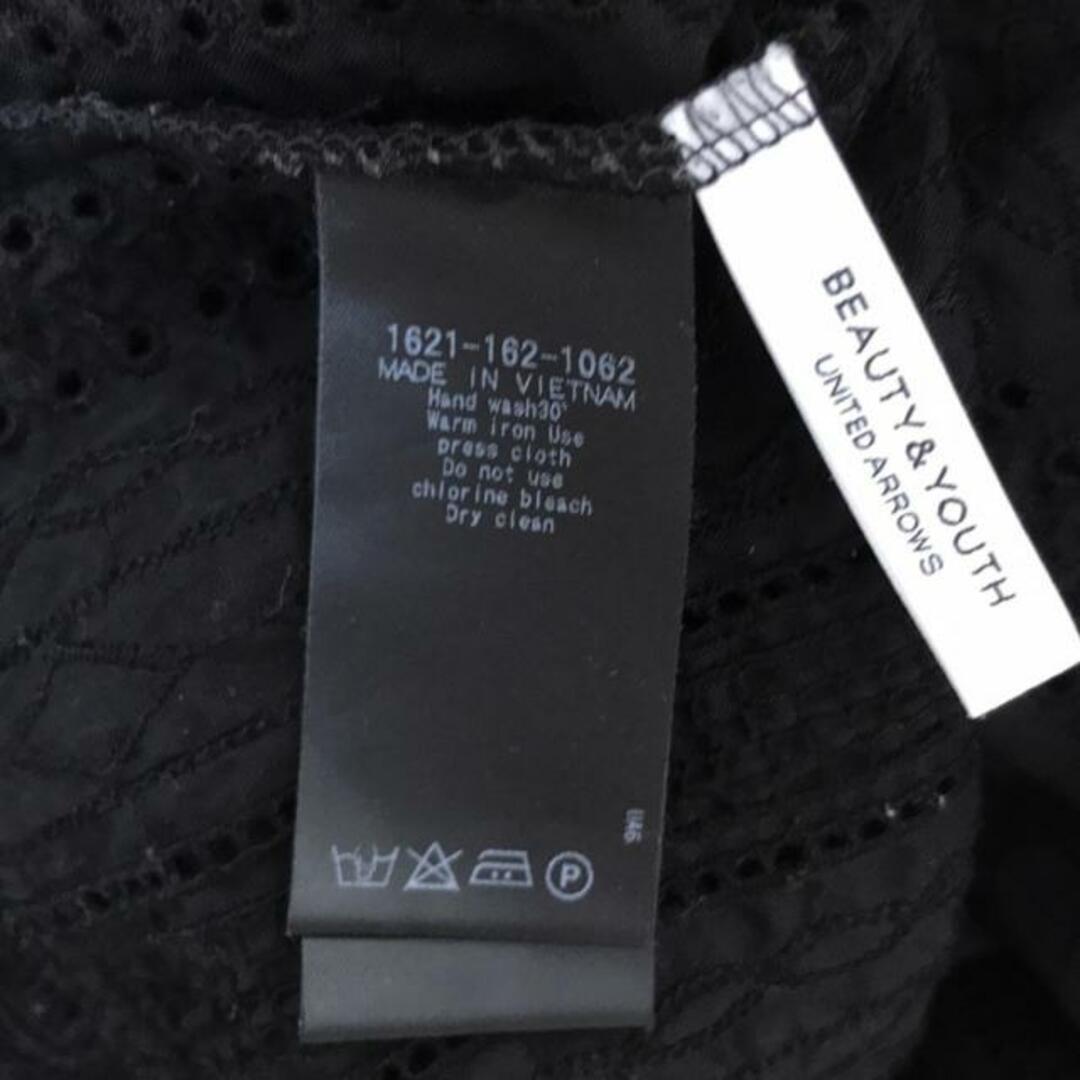 1621-162-1062
MADE IN VIETNAM
Hand wash30°
Warm iron Use
press cloth
Do not use
chlorine bleach
Dry clean
P
BEAUTY&YOUTH
UNITED ARROWS